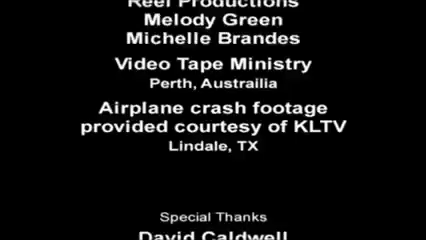 Reel Productions
Melody Green
Michelle Brandes
Video Tape Ministry
Perth, Austrailia
Airplane crash footage
provided courtesy of KLTV
Lindale, TX
Special Thanks
David Caldwell